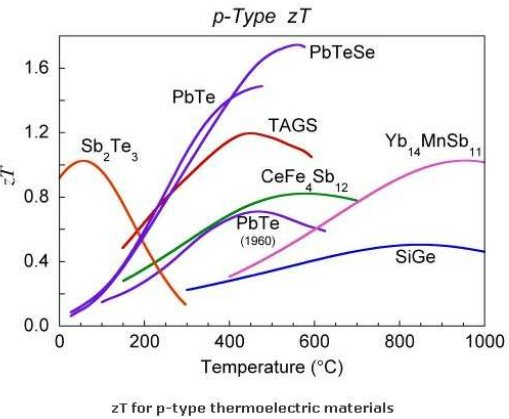 p-Type zT
PbTeSe
PbTe
TAGS
Sb2Te3
Yb14MnSb11
CeFe4Sb12
PbTe
(1960)
SiGe
zT
1.6
1.2
0.8
0.4
0.0
0 200 400 600 800 1000
Temperature (°C)
zT for p-type thermoelectric materials